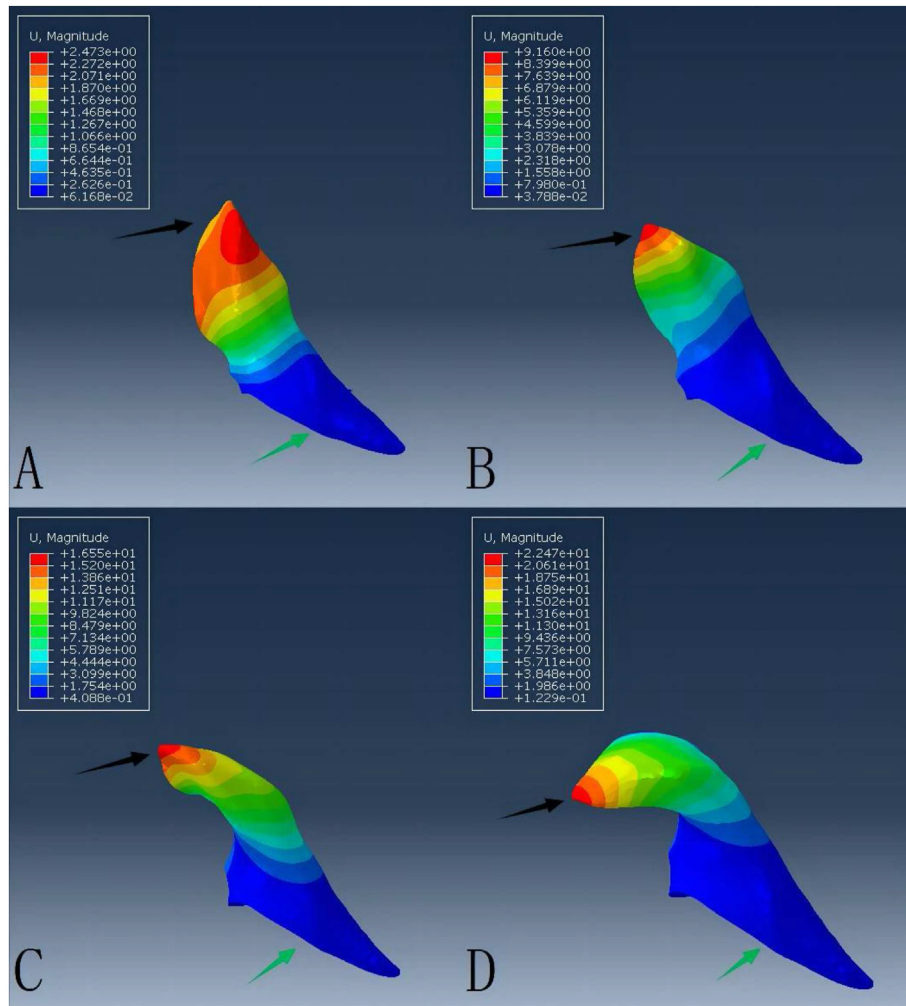 U, Magnitude
+2.473e+00
+2.272e+00
+2.071e+00
+1.870e+00
+1.669e+00
+1.468e+00
+1.267e+00
+1.066e+00
+8.654e-01
+6.644e-01
+4.635e-01
+2.626e-01
+6.168e-02
A
U, Magnitude
+9.160e+00
+8.399e+00
+7.639e+00
+6.879e+00
+6.119e+00
+5.359e+00
+4.599e+00
+3.839e+00
+3.078e+00
+2.318e+00
+1.558e+00
+7.980e-01
+3.788e-02
B
U, Magnitude
+1.655e+01
+1.520e+01
+1.386e+01
+1.251e+01
+1.117e+01
+9.824e+00
+8.479e+00
+7.134e+00
+5.789e+00
+4.444e+00
+3.099e+00
+1.754e+00
+4.088e-01
C
U, Magnitude
+2.247e+01
+2.061e+01
+1.875e+01
+1.689e+01
+1.502e+01
+1.316e+01
+1.130e+01
+9.436e+00
+7.573e+00
+5.711e+00
+3.848e+00
+1.986e+00
+1.229e-01
D